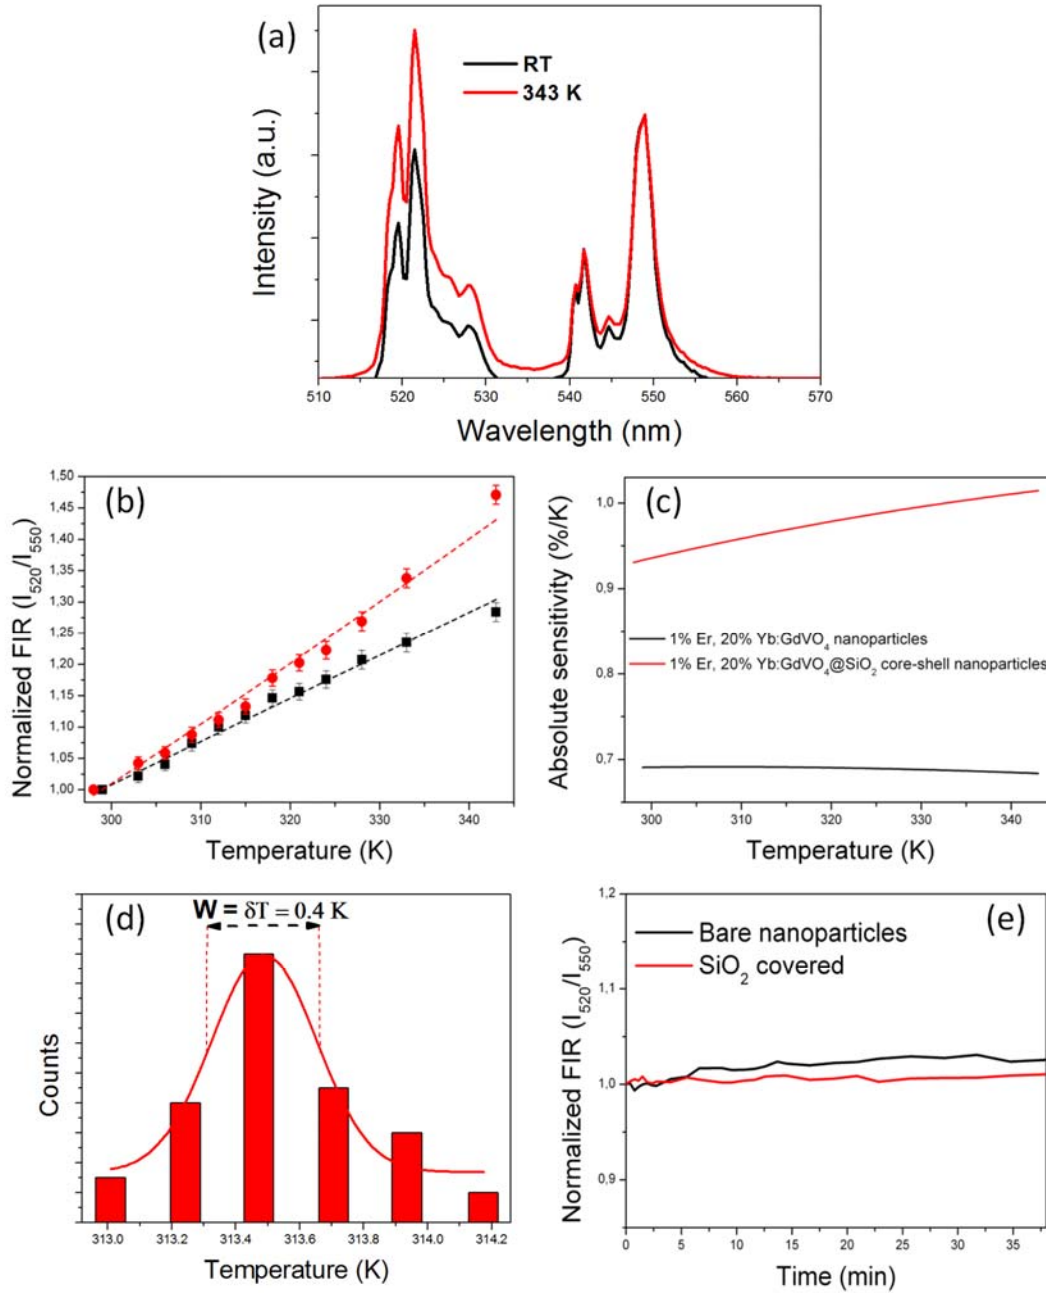 (a)
RT
343 K
Intensity (a.u.)
510 520 530 540 550 560 570
Wavelength (nm)
(b)
Normalized FIR (I520/I550)
1,50
1,45
1,40
1,35
1,30
1,25
1,20
1,15
1,10
1,05
1,00
300 310 320 330 340
Temperature (K)
(c)
Absolute sensitivity (%/K)
1,0
0,9
0,8
0,7
1% Er, 20% Yb:GdVO4 nanoparticles
1% Er, 20% Yb:GdVO4@SiO2 core-shell nanoparticles
300 310 320 330 340
Temperature (K)
(d)
W = δT = 0.4 K
Counts
313.0 313.2 313.4 313.6 313.8 314.0 314.2
Temperature (K)
(e)
Bare nanoparticles
SiO2 covered
Normalized FIR (I520/I550)
1,2
1,1
1,0
0,9
0 5 10 15 20 25 30 35
Time (min)